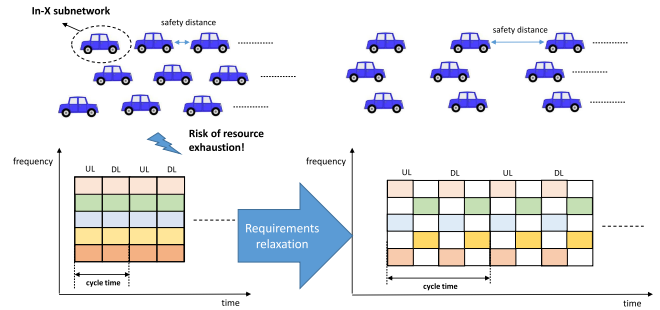 In-X subnetwork
safety distance
safety distance
Risk of resource
exhaustion!
frequency
UL DL UL DL
cycle time
time
Requirements
relaxation
frequency
UL DL UL DL
cycle time
time